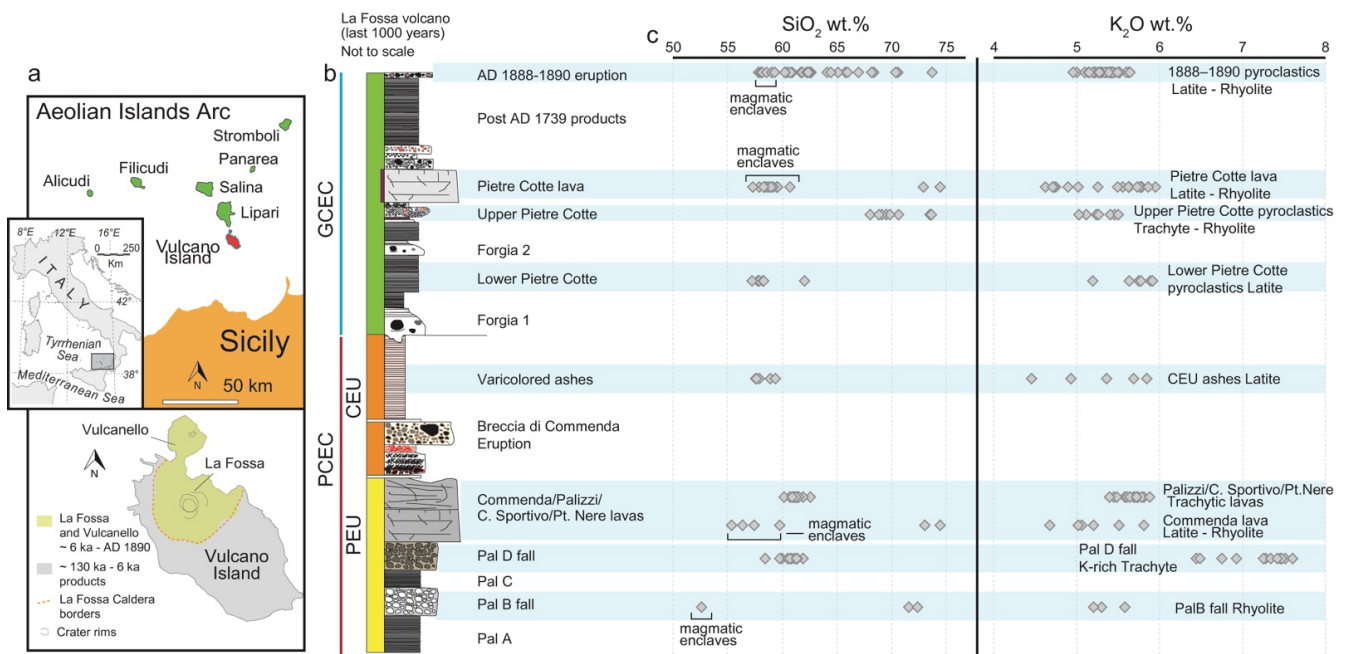 a
Aeolian Islands Arc
Stromboli
Panarea
Filicudi
Alicudi
Salina
Lipari
Vulcano
Island
8°E 12°E 16°E
0 250
Km
ITALY
42°
Tyrrhenian
Sea
38°
Mediterranean Sea
N
Sicily
50 km
Vulcanello
N
La Fossa
La Fossa
and Vulcanello
~ 6 ka - AD 1890
~ 130 ka - 6 ka
products
La Fossa Caldera
borders
Crater rims
Vulcano
Island
La Fossa volcano
(last 1000 years)
Not to scale
b
GCEC
PCEC
CEU
PEU
AD 1888-1890 eruption
Post AD 1739 products
Pietre Cotte lava
Upper Pietre Cotte
Forgia 2
Lower Pietre Cotte
Forgia 1
Varicolored ashes
Breccia di Commenda
Eruption
Commenda/Palizzi/
C. Sportivo/Pt. Nere lavas
Pal D fall
Pal C
Pal B fall
Pal A
c
SiO₂ wt.%
50 55 60 65 70 75
magmatic
enclaves
magmatic
enclaves
magmatic
enclaves
magmatic
enclaves
K₂O wt.%
4 5 6 7 8
1888–1890 pyroclastics
Latite - Rhyolite
Pietre Cotte lava
Latite - Rhyolite
Upper Pietre Cotte pyroclastics
Trachyte - Rhyolite
Lower Pietre Cotte
pyroclastics Latite
CEU ashes Latite
Palizzi/C. Sportivo/Pt.Nere
Trachytic lavas
Commenda lava
Latite - Rhyolite
Pal D fall
K-rich Trachyte
PalB fall Rhyolite